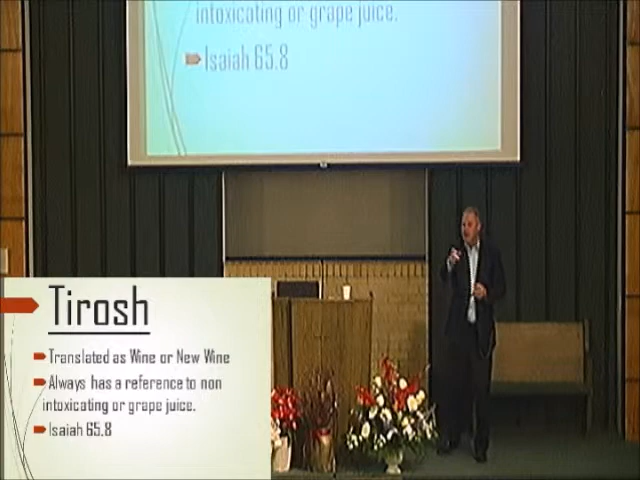 intoxicating or grape juice.
Isaiah 65.8
Tirosh
Translated as Wine or New Wine
Always has a reference to non
intoxicating or grape juice.
Isaiah 65.8